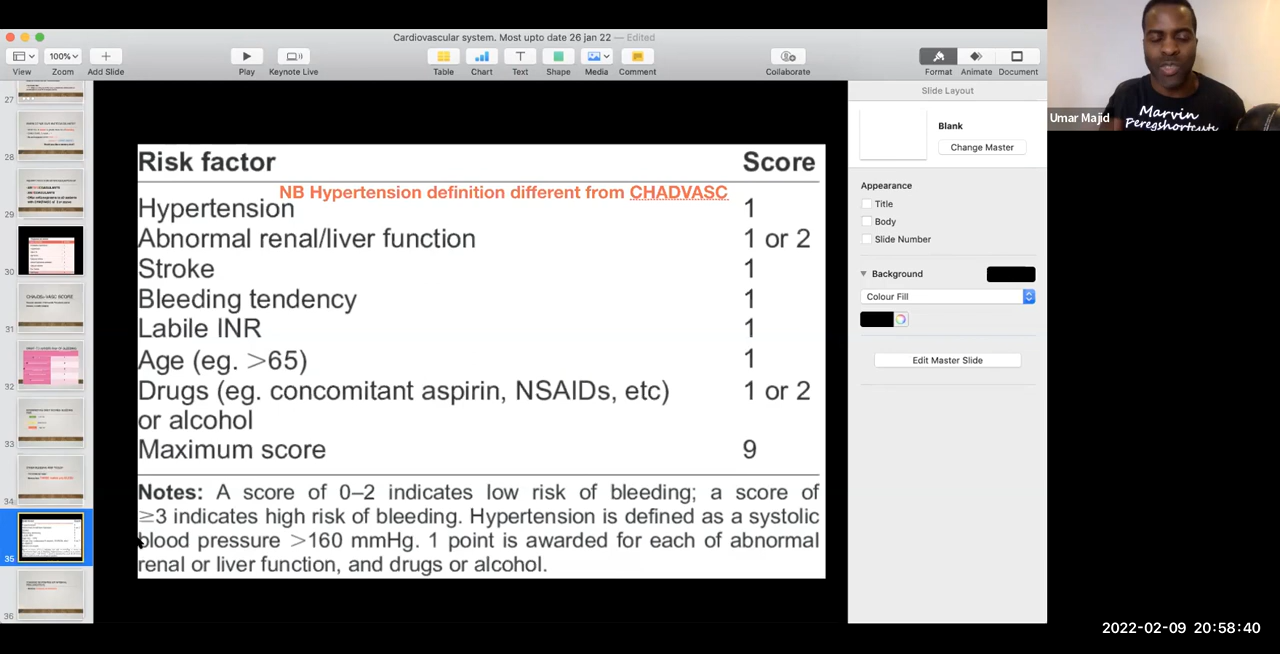 Cardiovascular system. Most upto date 26 jan 22 — Edited
100%
View Zoom Add Slide Play Keynote Live Table Chart Text Shape Media Comment Collaborate Format Animate Document
Slide Layout
Blank
Change Master
Appearance
Title
Body
Slide Number
Background
Colour Fill
Edit Master Slide
27
28
29
30
31
32
33
34
35
36
Risk factor Score
NB Hypertension definition different from CHADVASC
Hypertension 1
Abnormal renal/liver function 1 or 2
Stroke 1
Bleeding tendency 1
Labile INR 1
Age (eg. >65) 1
Drugs (eg. concomitant aspirin, NSAIDs, etc) 1 or 2
or alcohol
Maximum score 9
Notes: A score of 0–2 indicates low risk of bleeding; a score of
≥3 indicates high risk of bleeding. Hypertension is defined as a systolic
blood pressure >160 mmHg. 1 point is awarded for each of abnormal
renal or liver function, and drugs or alcohol.
Umar Majid
Marvin
2022-02-09 20:58:40